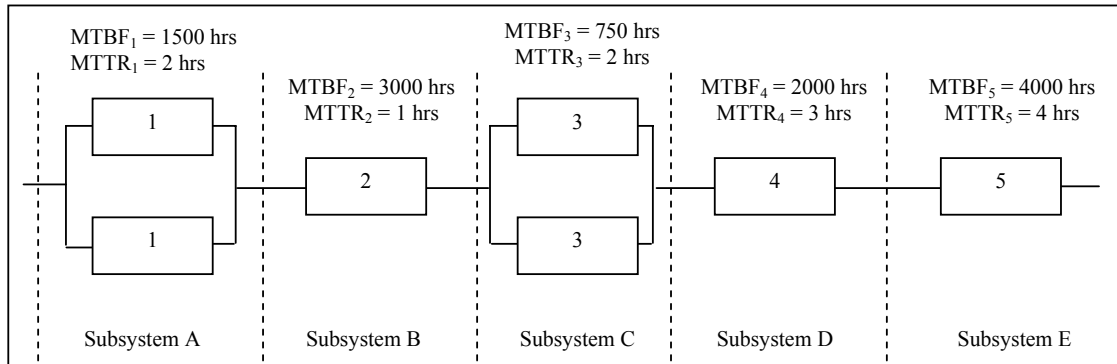 MTBF₁ = 1500 hrs
MTTR₁ = 2 hrs
MTBF₂ = 3000 hrs
MTTR₂ = 1 hrs
MTBF₃ = 750 hrs
MTTR₃ = 2 hrs
MTBF₄ = 2000 hrs
MTTR₄ = 3 hrs
MTBF₅ = 4000 hrs
MTTR₅ = 4 hrs
1
1
2
3
3
4
5
Subsystem A
Subsystem B
Subsystem C
Subsystem D
Subsystem E